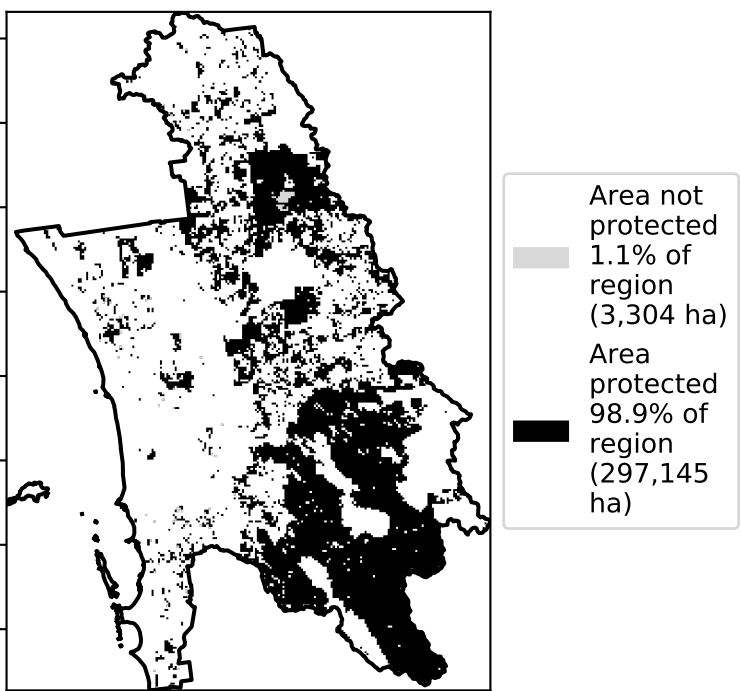 Area not
protected
1.1% of
region
(3,304 ha)
Area
protected
98.9% of
region
(297,145
ha)